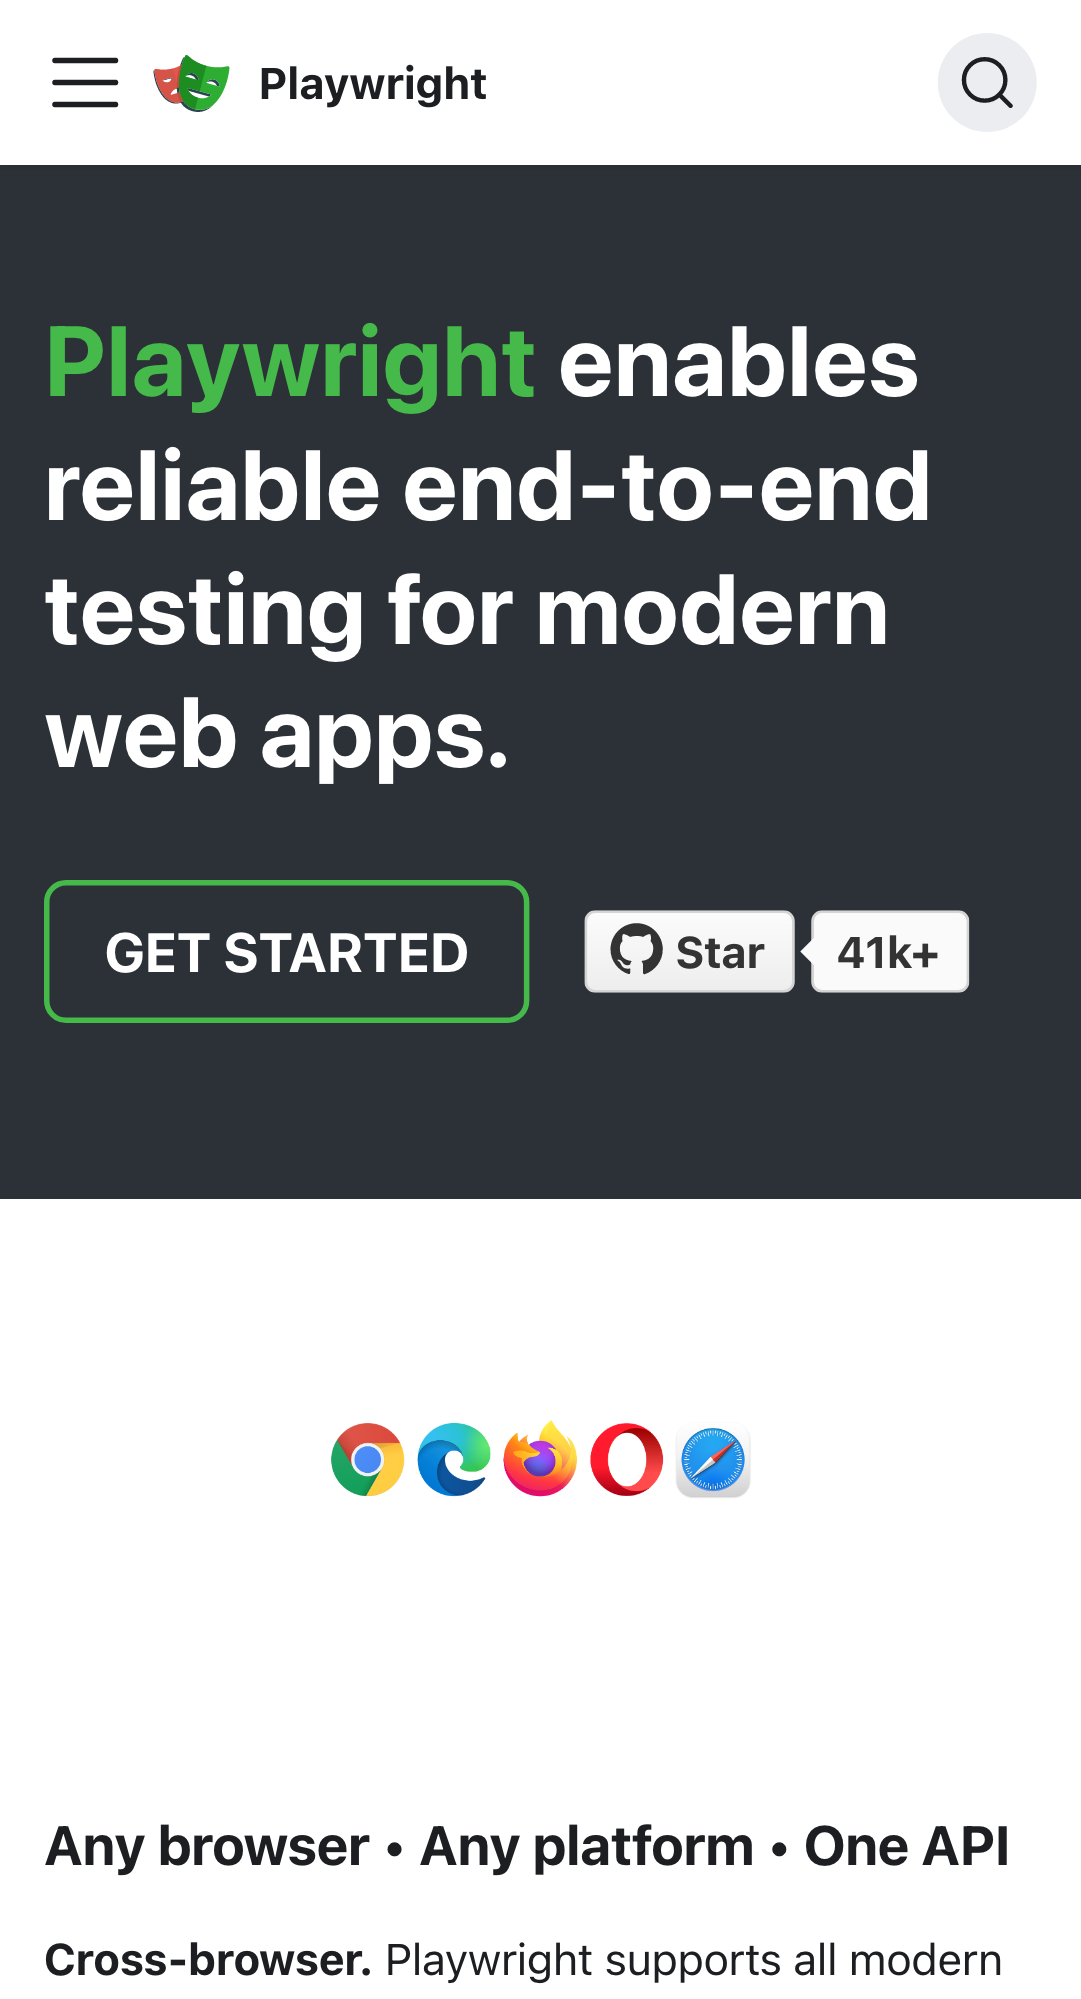 Playwright
Playwright enables
reliable end-to-end
testing for modern
web apps.
GET STARTED
Star
41k+
Any browser • Any platform • One API
Cross-browser. Playwright supports all modern